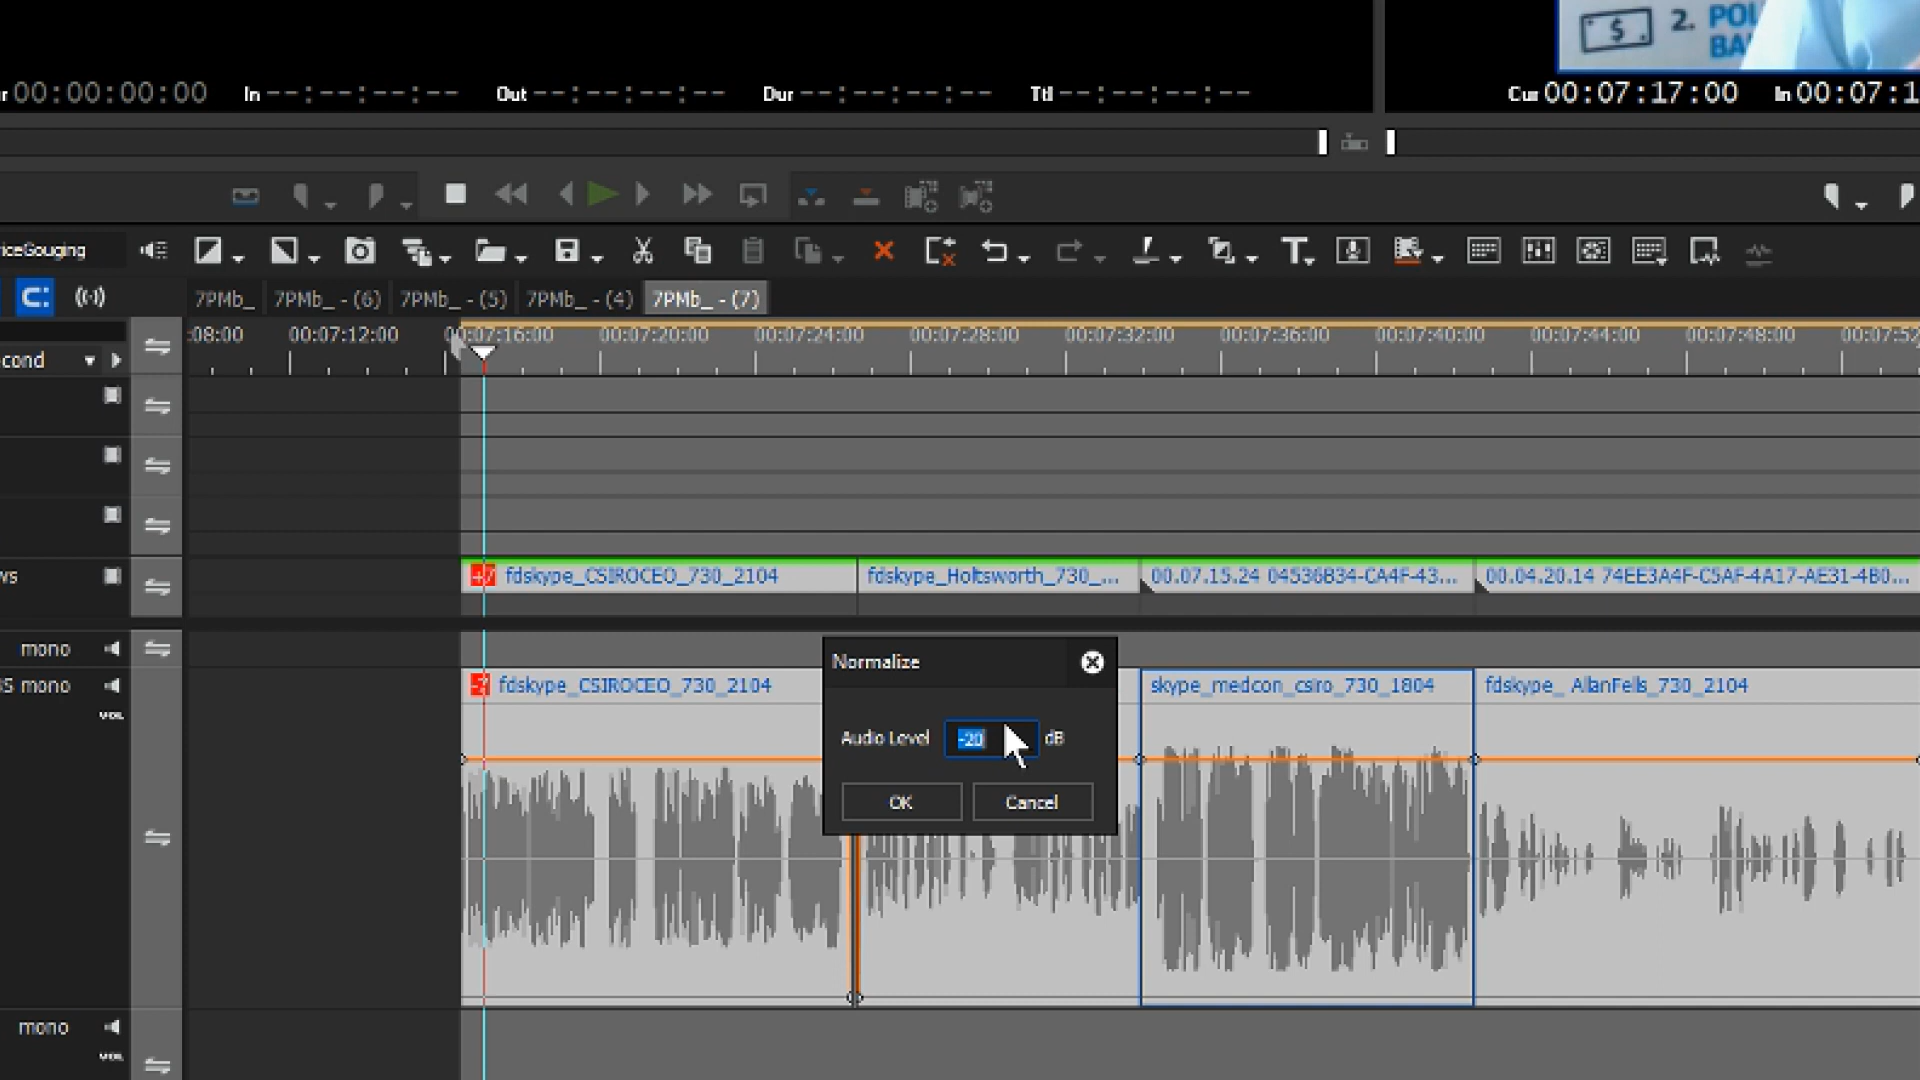 2. POL
BA
r 00:00:00:00 In --:--:--:-- Out --:--:--:-- Dur --:--:--:-- Ttl --:--:--:--
Cur 00:07:17:00 In 00:07:1
iceGouging
7PMb_ 7PMb_ - (6) 7PMb_ - (5) 7PMb_ - (4) 7PMb_ - (7)
:08:00 00:07:12:00 00:07:16:00 00:07:20:00 00:07:24:00 00:07:28:00 00:07:32:00 00:07:36:00 00:07:40:00 00:07:44:00 00:07:48:00 00:07:52
cond
ws fdskype_CSIROCEO_730_2104 fdskype_Holtsworth_730_... 00.07.15.24 04536B34-CA4F-43... 00.04.20.14 74EE3A4F-C5AF-4A17-AE31-4B0...
mono
S mono fdskype_CSIROCEO_730_2104 skype_medcon_csiro_730_1804 fdskype_ AllanFells_730_2104
VOL
Normalize
Audio Level -20 dB
OK Cancel
mono
VOL